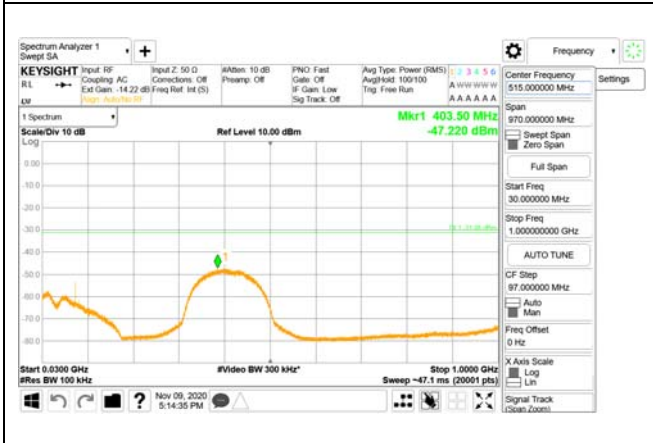 Spectrum Analyzer 1
Swept SA
Frequency
KEYSIGHT
Input: RF
Coupling: AC
Ext Gain: -14.22 dB
Align: Auto/No RF
Input Z: 50 Ω
Corrections: Off
Freq Ref: Int (S)
#Atten: 10 dB
Preamp: Off
PNO: Fast
Gate: Off
IF Gain: Low
Sig Track: Off
Avg Type: Power (RMS)
Avg|Hold: 100/100
Trig: Free Run
1 2 3 4 5 6
A W W W W W
A A A A A A
RL
1 Spectrum
Scale/Div 10 dB
Ref Level 10.00 dBm
Mkr1 403.50 MHz
-47.220 dBm
Log
0.00
-10.0
-20.0
-30.0
-40.0
-50.0
-60.0
-70.0
-80.0
1
Start 0.0300 GHz
#Res BW 100 kHz
#Video BW 300 kHz*
Stop 1.0000 GHz
Sweep ~47.1 ms (20001 pts)
Nov 09, 2020
5:14:35 PM
Center Frequency
515.000000 MHz
Settings
Span
970.000000 MHz
Swept Span
Zero Span
Full Span
Start Freq
30.000000 MHz
Stop Freq
1.000000000 GHz
AUTO TUNE
CF Step
97.000000 MHz
Auto
Man
Freq Offset
0 Hz
X Axis Scale
Log
Lin
Signal Track
(Span Zoom)